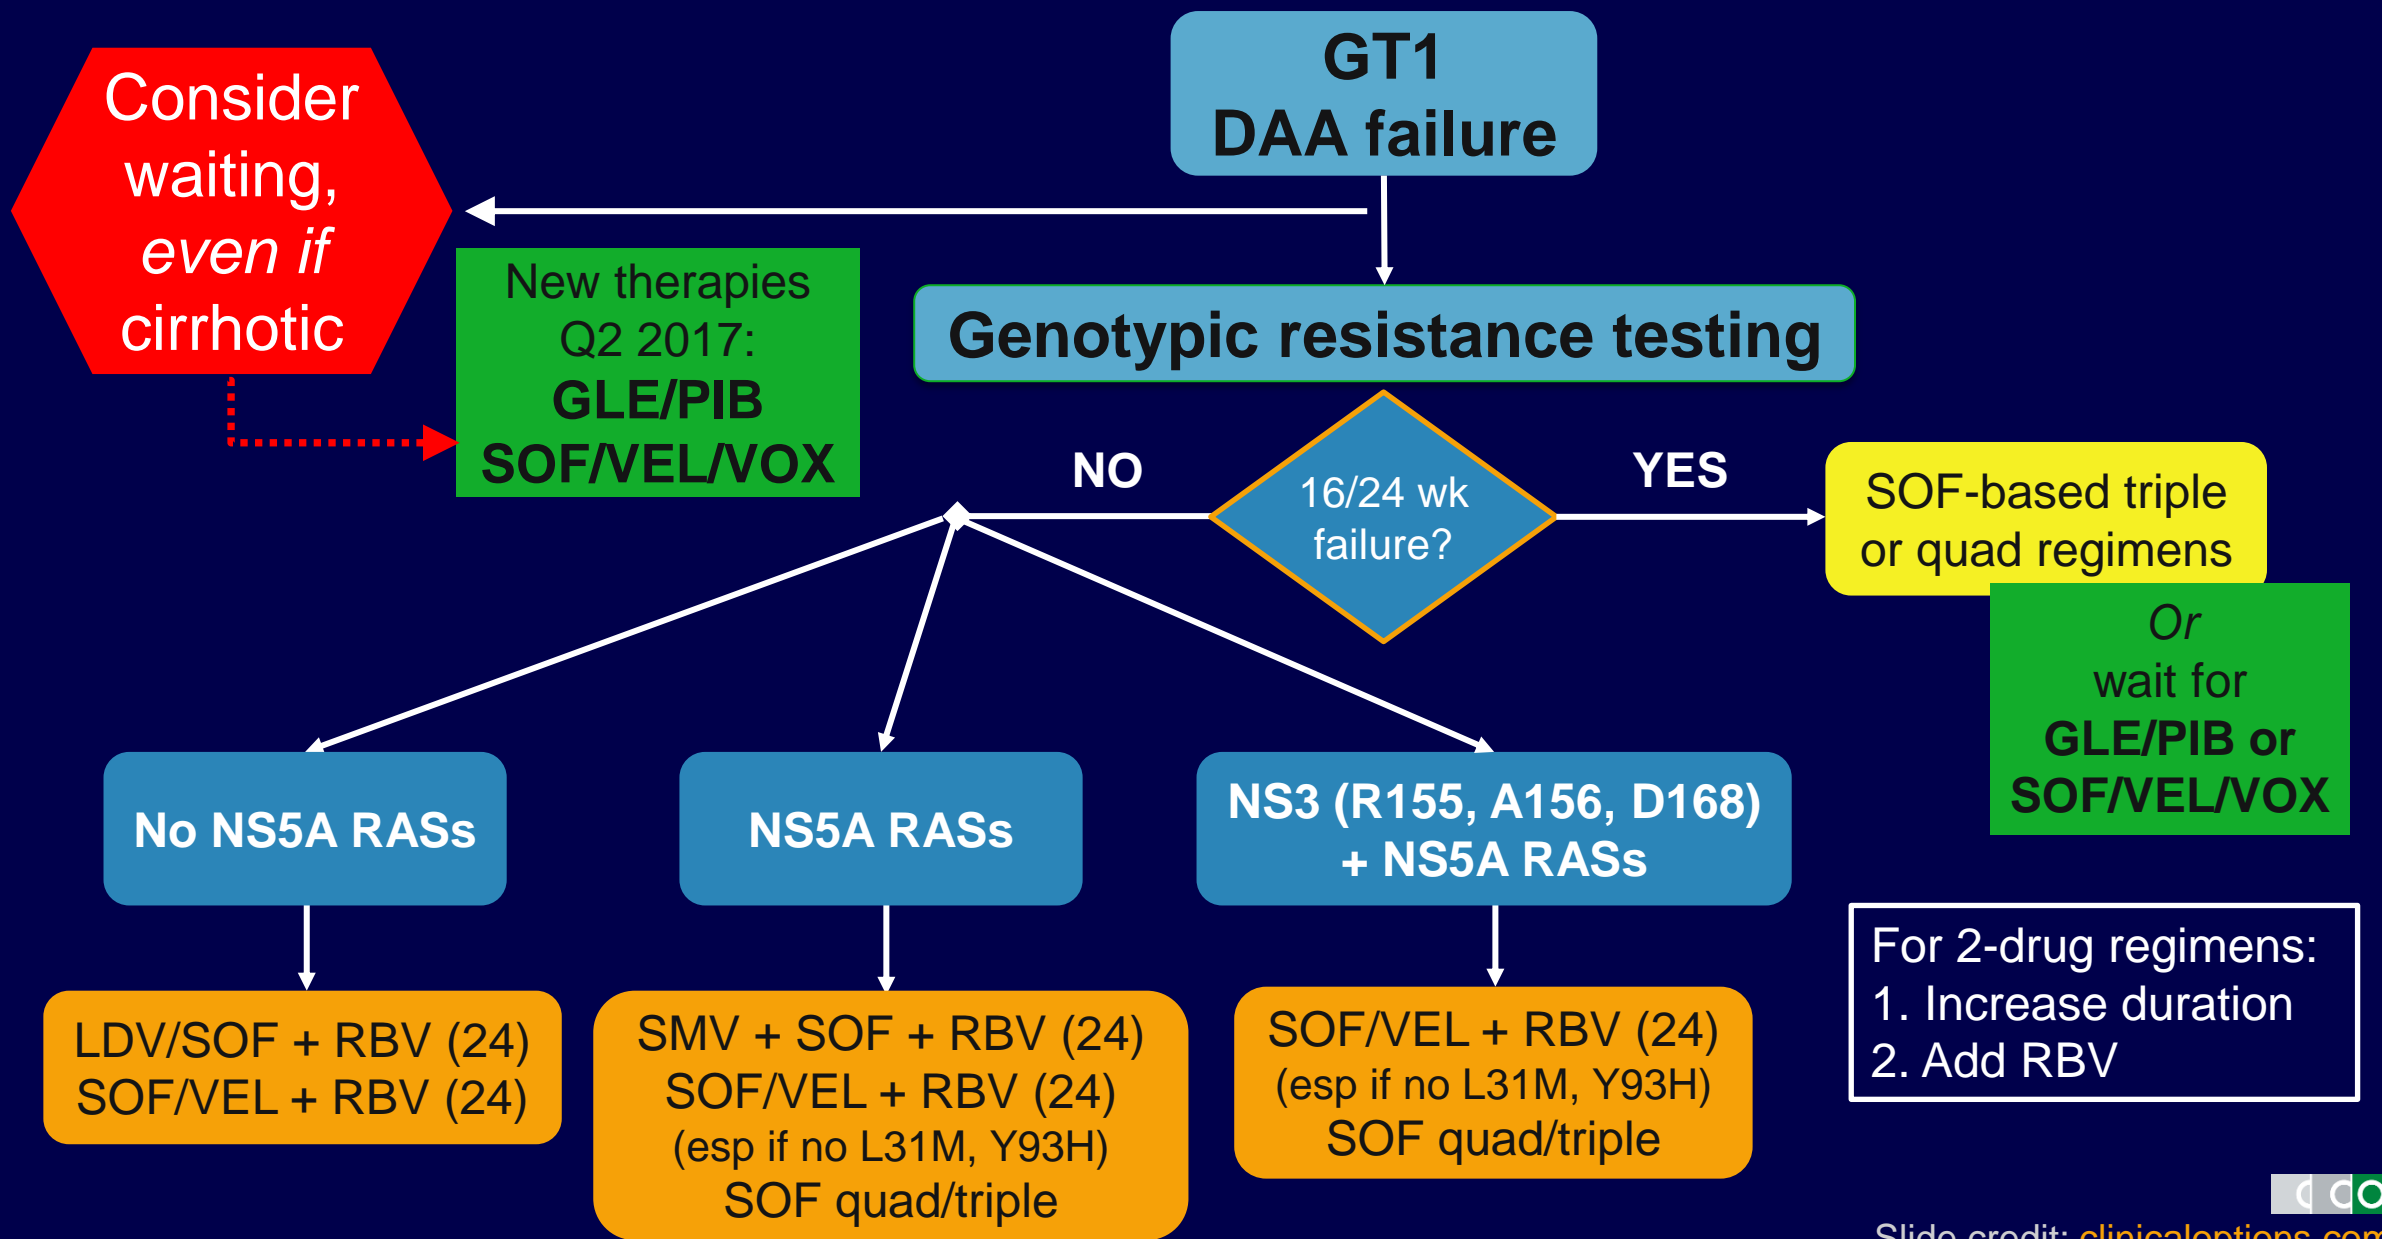 GT1
DAA failure
Consider
waiting,
even if
cirrhotic
New therapies
Q2 2017:
GLE/PIB
SOF/VEL/VOX
Genotypic resistance testing
NO
16/24 wk
failure?
YES
SOF-based triple
or quad regimens
Or
wait for
GLE/PIB or
SOF/VEL/VOX
No NS5A RASs
NS5A RASs
NS3 (R155, A156, D168)
+ NS5A RASs
LDV/SOF + RBV (24)
SOF/VEL + RBV (24)
SMV + SOF + RBV (24)
SOF/VEL + RBV (24)
(esp if no L31M, Y93H)
SOF quad/triple
SOF/VEL + RBV (24)
(esp if no L31M, Y93H)
SOF quad/triple
For 2-drug regimens:
1. Increase duration
2. Add RBV
Slide credit: clinicaloptions.com